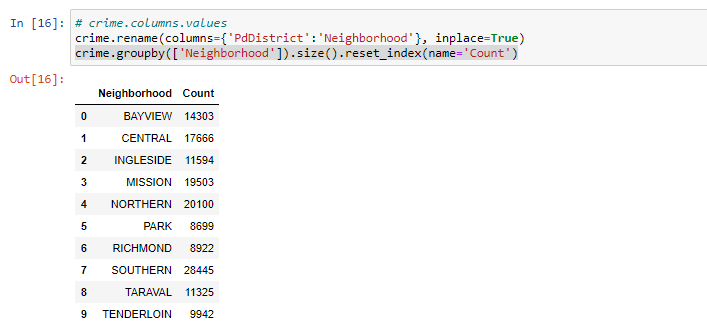 In [16]: # crime.columns.values
crime.rename(columns={'PdDistrict':'Neighborhood'}, inplace=True)
crime.groupby(['Neighborhood']).size().reset_index(name='Count')
Out[16]:
Neighborhood Count
0 BAYVIEW 14303
1 CENTRAL 17666
2 INGLESIDE 11594
3 MISSION 19503
4 NORTHERN 20100
5 PARK 8699
6 RICHMOND 8922
7 SOUTHERN 28445
8 TARAVAL 11325
9 TENDERLOIN 9942